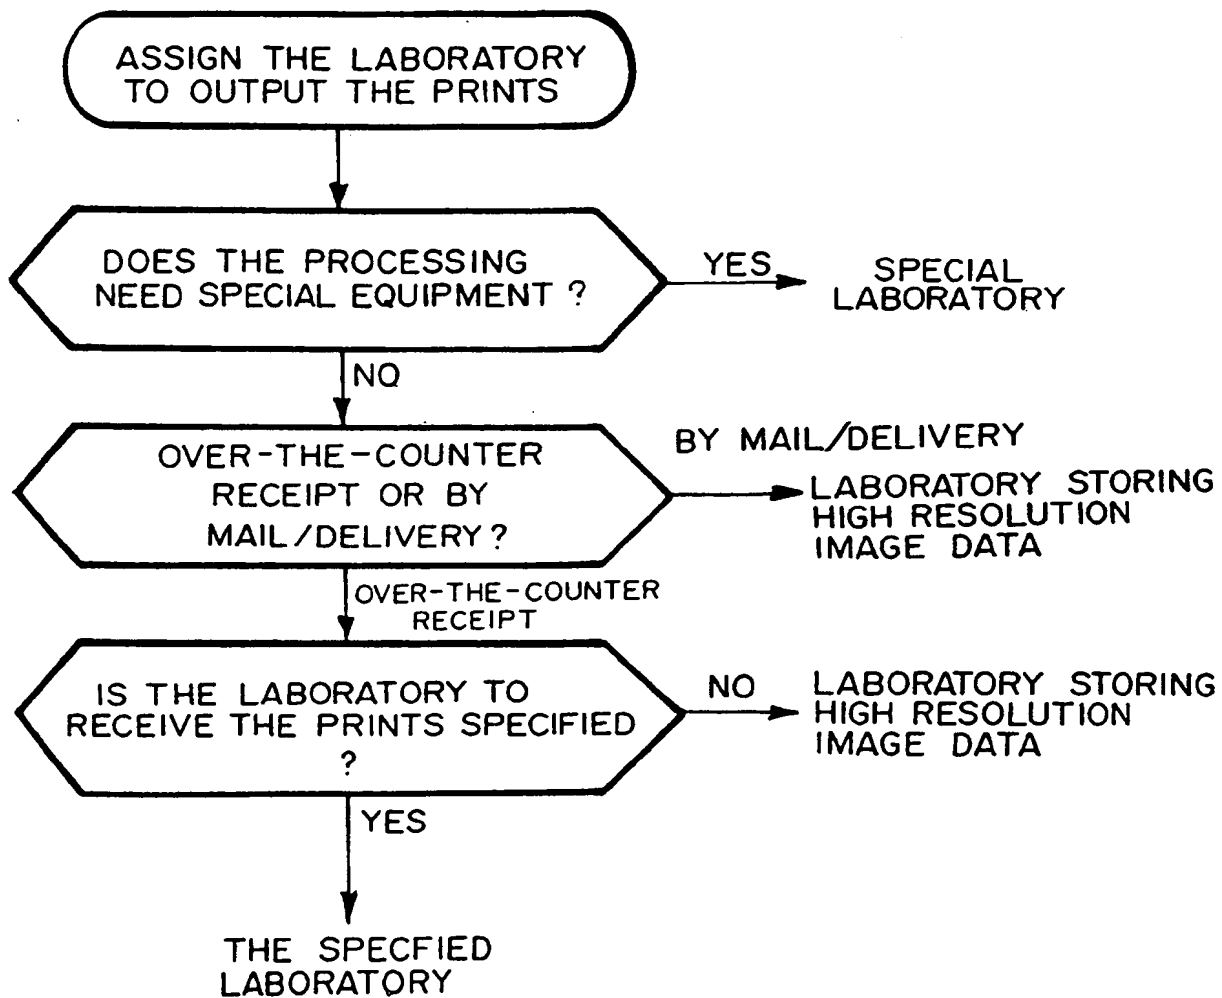 ASSIGN THE LABORATORY
TO OUTPUT THE PRINTS
DOES THE PROCESSING
NEED SPECIAL EQUIPMENT ?
YES
SPECIAL
LABORATORY
NO
OVER-THE-COUNTER
RECEIPT OR BY
MAIL/DELIVERY ?
BY MAIL/DELIVERY
LABORATORY STORING
HIGH RESOLUTION
IMAGE DATA
OVER-THE-COUNTER
RECEIPT
IS THE LABORATORY TO
RECEIVE THE PRINTS SPECIFIED
?
NO
LABORATORY STORING
HIGH RESOLUTION
IMAGE DATA
YES
THE SPECFIED
LABORATORY